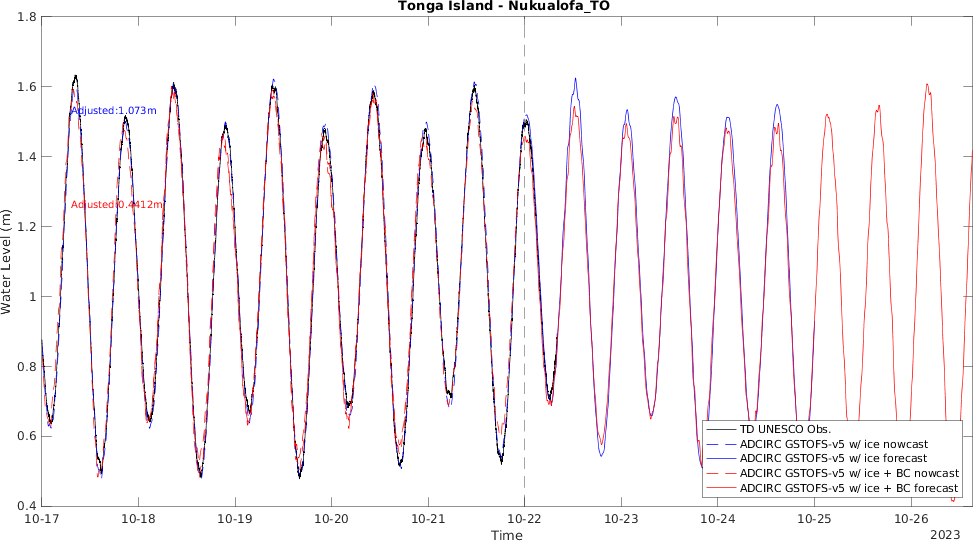 Tonga Island - Nukualofa_TO
1.8
1.6
1.4
1.2
1
0.8
0.6
0.4
Water Level (m)
Adjusted:1.073m
Adjusted:0.4412m
TD UNESCO Obs.
ADCIRC GSTOFS-v5 w/ ice nowcast
ADCIRC GSTOFS-v5 w/ ice forecast
ADCIRC GSTOFS-v5 w/ ice + BC nowcast
ADCIRC GSTOFS-v5 w/ ice + BC forecast
10-17 10-18 10-19 10-20 10-21 10-22 10-23 10-24 10-25 10-26
Time
2023